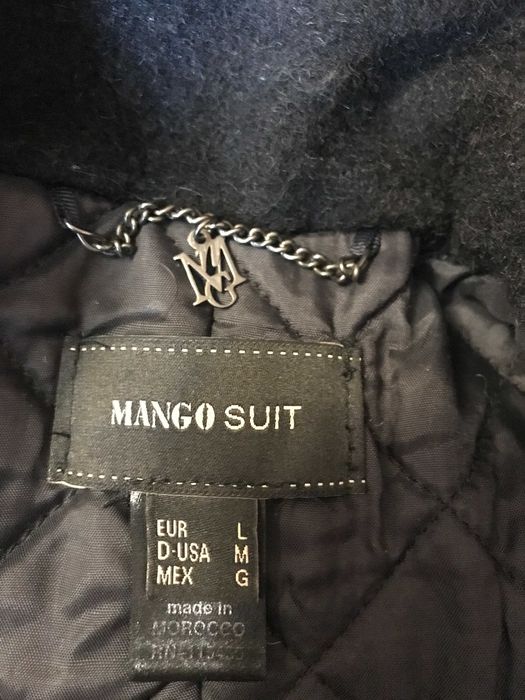 MANGO SUIT
EUR L
D-USA M
MEX G
made in
MOROCCO